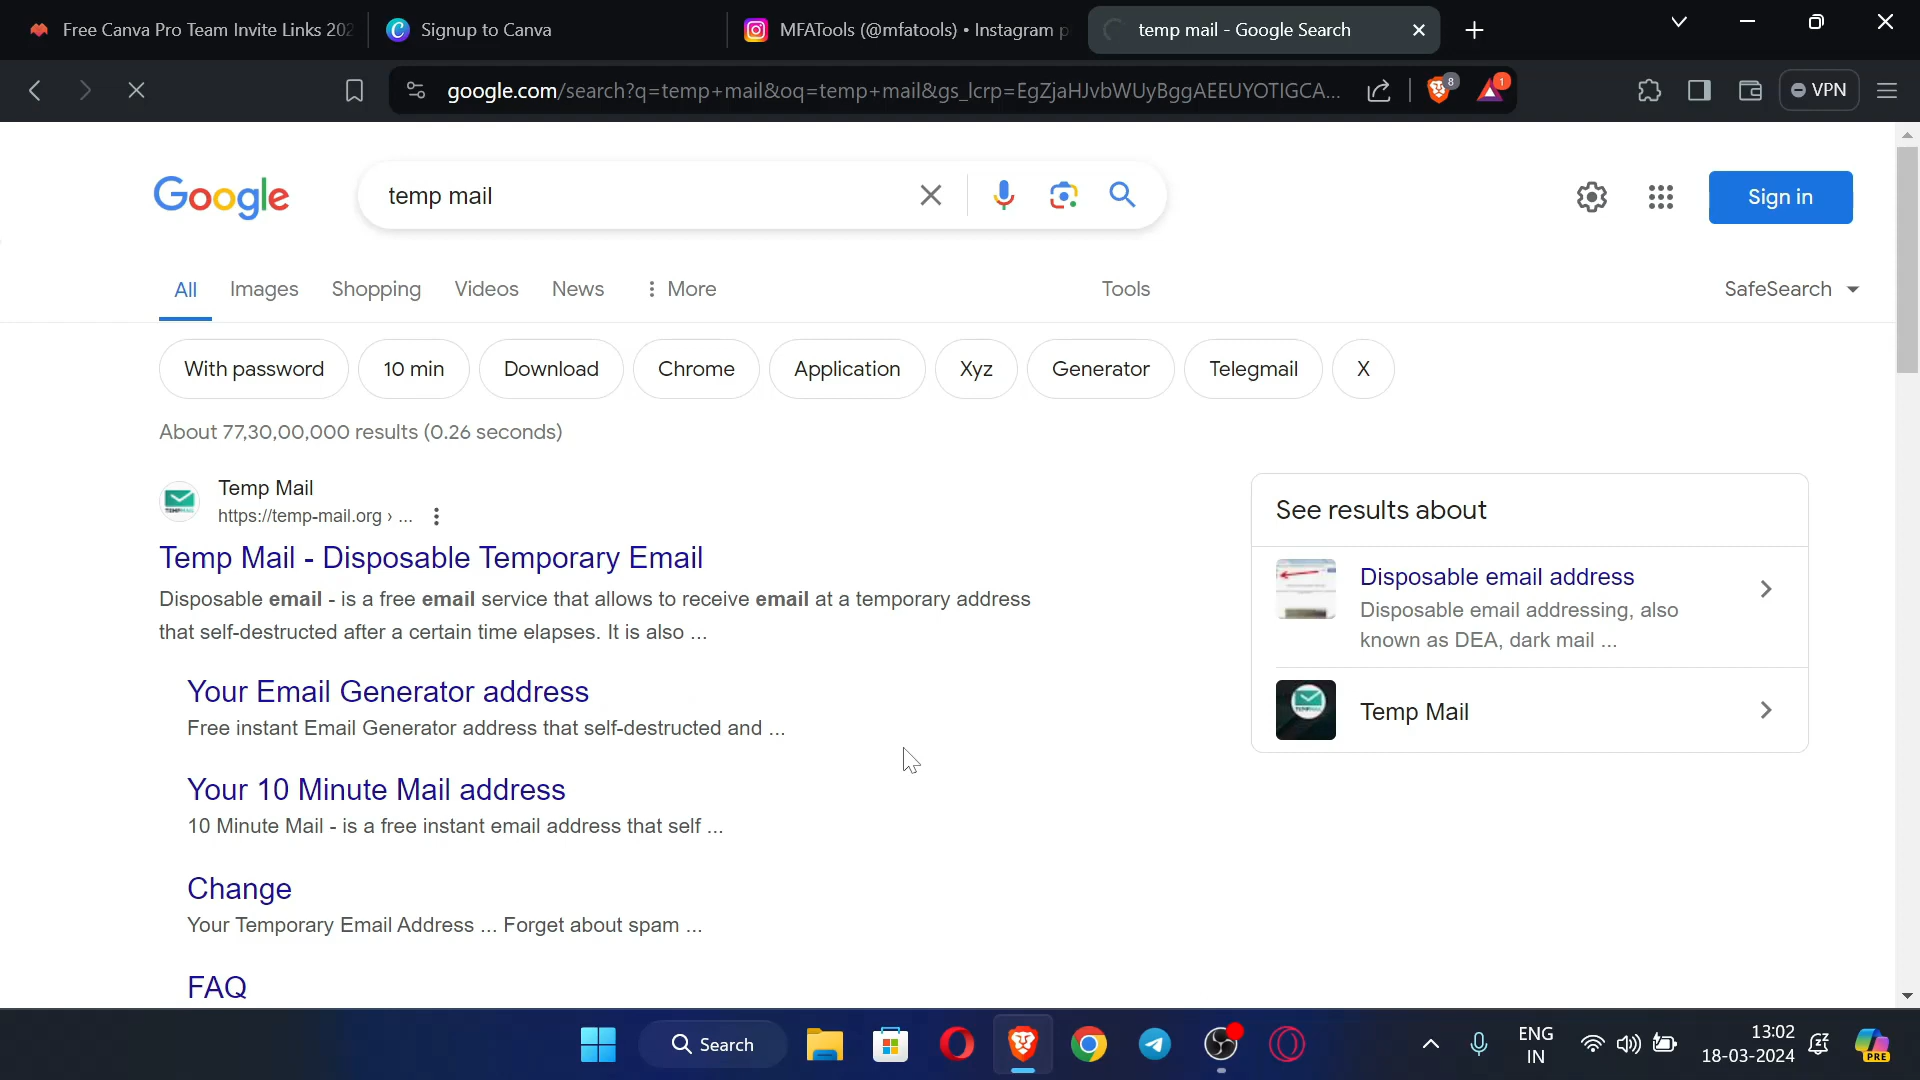 Free Canva Pro Team Invite Links 202
Signup to Canva
MFATools (@mfatools) • Instagram p
temp mail - Google Search
google.com/search?q=temp+mail&oq=temp+mail&gs_lcrp=EgZjaHJvbWUyBggAEEUYOTIGCA...
8
1
VPN
Google
temp mail
Sign in
All
Images
Shopping
Videos
News
More
Tools
SafeSearch
With password
10 min
Download
Chrome
Application
Xyz
Generator
Telegmail
X
About 77,30,00,000 results (0.26 seconds)
Temp Mail
https://temp-mail.org › ...
Temp Mail - Disposable Temporary Email
Disposable email - is a free email service that allows to receive email at a temporary address
that self-destructed after a certain time elapses. It is also ...
Your Email Generator address
Free instant Email Generator address that self-destructed and ...
Your 10 Minute Mail address
10 Minute Mail - is a free instant email address that self ...
Change
Your Temporary Email Address ... Forget about spam ...
FAQ
See results about
Disposable email address
Disposable email addressing, also
known as DEA, dark mail ...
Temp Mail
Search
ENG
IN
13:02
18-03-2024
PRE